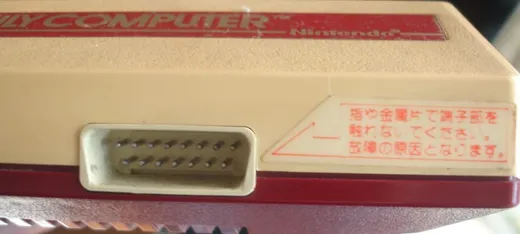 ILY COMPUTER™
Nintendo®
指や金属片で端子部を
触れないでください。
故障の原因となります。